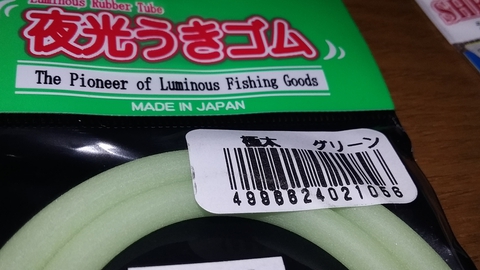 Luminous Rubber Tube
夜光うきゴム
The Pioneer of Luminous Fishing Goods
MADE IN JAPAN
極太 グリーン
4996624021056